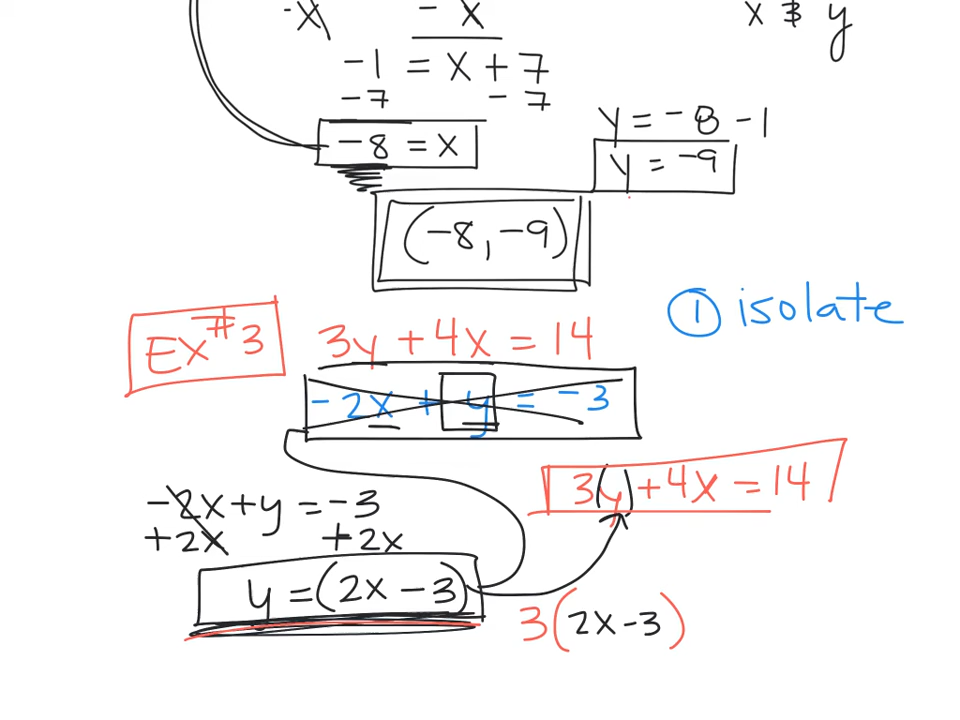 -x - x x & y
-1 = x + 7
-7 - 7
y = -8 -1
-8 = x
y = -9
(-8, -9)
① isolate
Ex #3 3y + 4x = 14
-2x + y = -3
3(y) + 4x = 14
-2x + y = -3
+2x +2x
y = (2x - 3)
3(2x - 3)